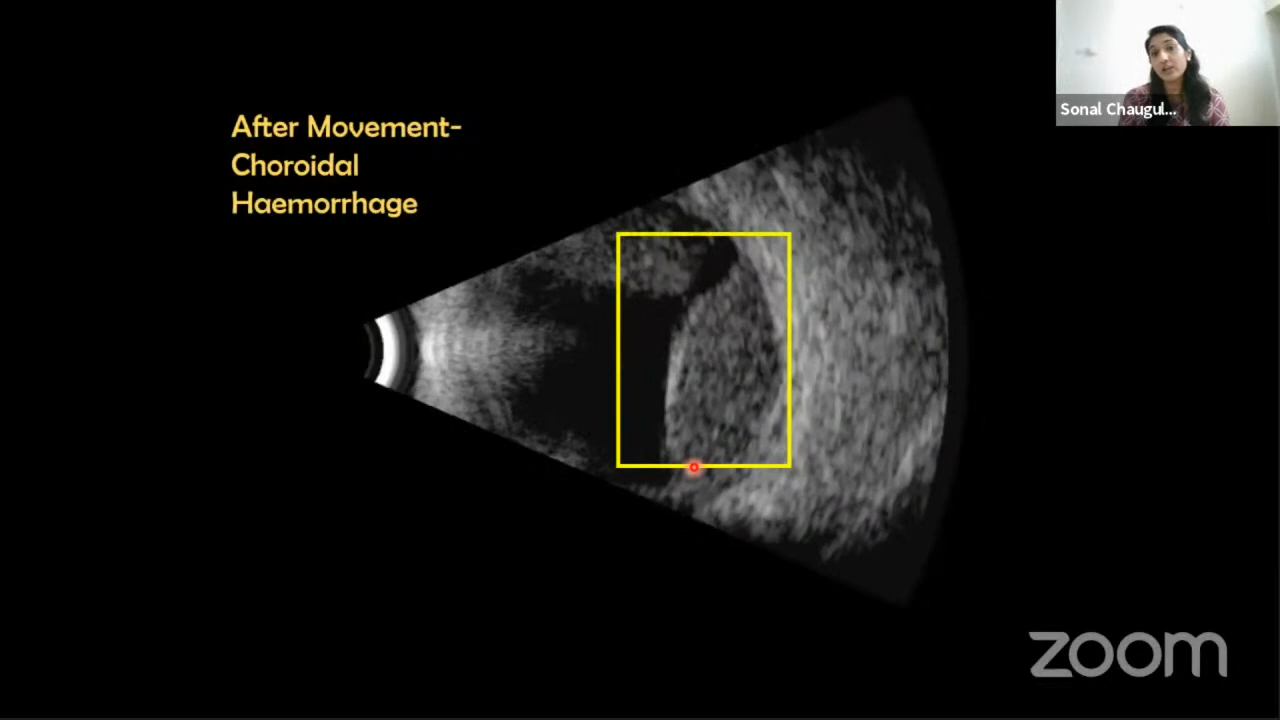 After Movement-
Choroidal
Haemorrhage
Sonal Chaugul...
zoom